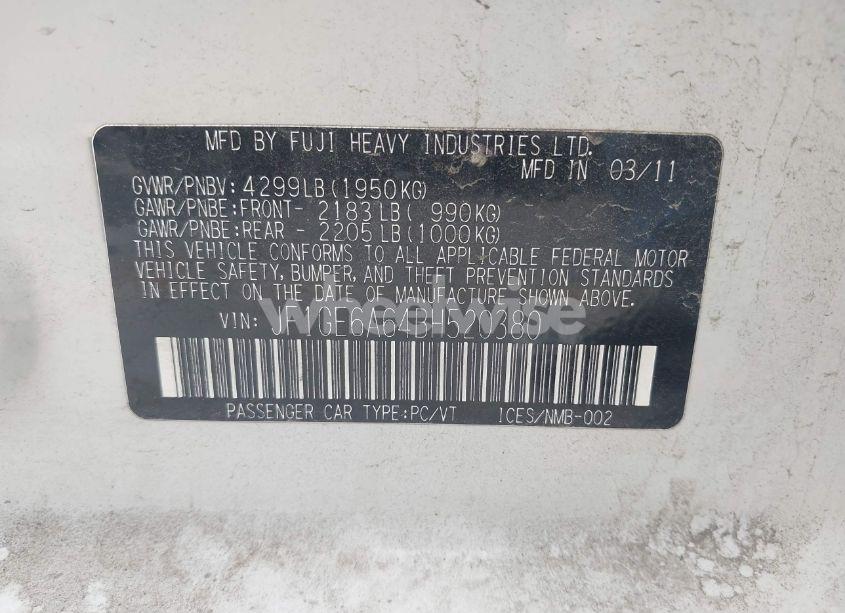 MFD BY FUJI HEAVY INDUSTRIES LTD.
MFD IN 03/11
GVWR/PNBV: 4299LB(1950KG)
GAWR/PNBE:FRONT- 2183LB( 990KG)
GAWR/PNBE:REAR - 2205LB(1000KG)
THIS VEHICLE CONFORMS TO ALL APPLICABLE FEDERAL MOTOR
VEHICLE SAFETY, BUMPER, AND THEFT PREVENTION STANDARDS
IN EFFECT ON THE DATE OF MANUFACTURE SHOWN ABOVE.
VIN:
wheelwise
PASSENGER CAR TYPE:PC/VT ICES/NMB-002